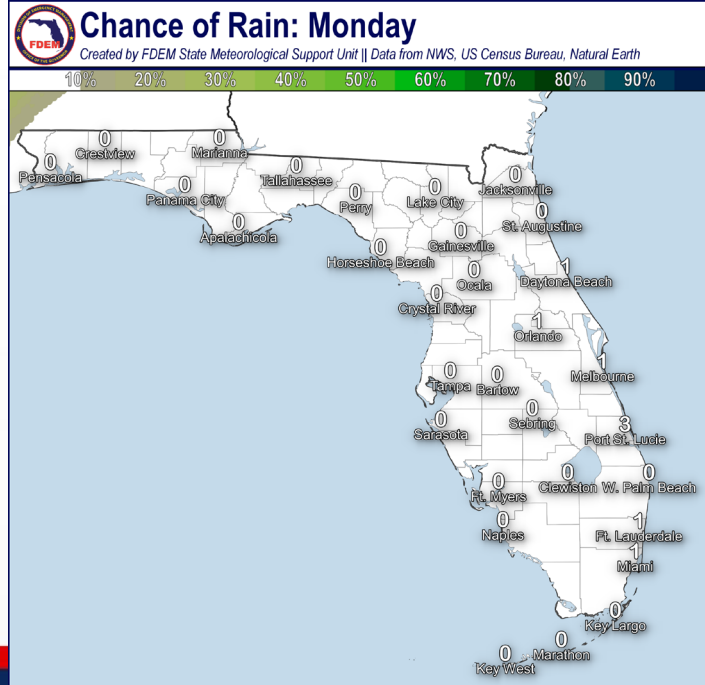 Chance of Rain: Monday
FDEM
Created by FDEM State Meteorological Support Unit || Data from NWS, US Census Bureau, Natural Earth
10% 20% 30% 40% 50% 60% 70% 80% 90%
0
Crestview
0
Marianna
0
Pensacola
0
Tallahassee
0
Jacksonville
0
Panama City
0
Perry
0
Lake City
0
St. Augustine
0
Apalachicola
0
Gainesville
0
Horseshoe Beach
0
Ocala
1
Daytona Beach
0
Crystal River
1
Orlando
1
Melbourne
0
Tampa
0
Bartow
0
Sebring
0
Sarasota
3
Port St. Lucie
0
Ft. Myers
0
Clewiston
0
W. Palm Beach
0
Naples
1
Ft. Lauderdale
1
Miami
0
Key Largo
0
Marathon
0
Key West